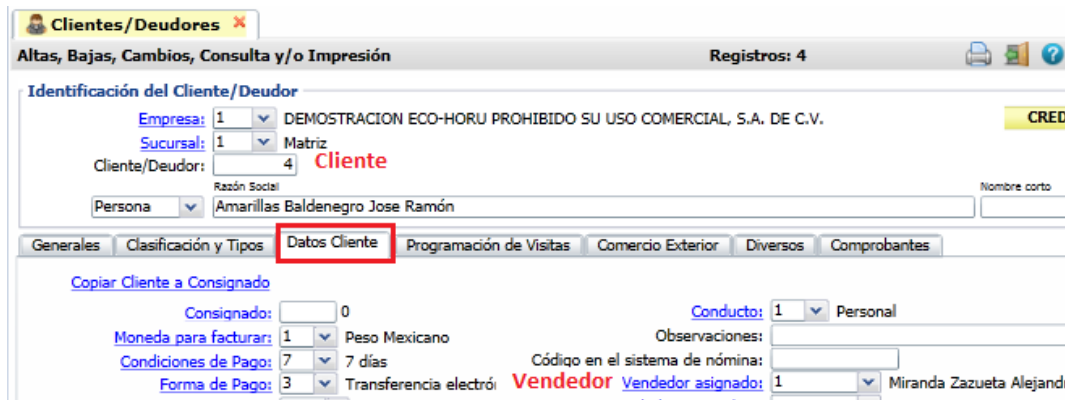 Clientes/Deudores
Altas, Bajas, Cambios, Consulta y/o Impresión Registros: 4
Identificación del Cliente/Deudor
Empresa: 1 DEMOSTRACION ECO-HORU PROHIBIDO SU USO COMERCIAL, S.A. DE C.V. CRED
Sucursal: 1 Matriz
Cliente/Deudor: 4 Cliente
Razón Social Nombre corto
Persona Amarillas Baldenegro Jose Ramón
Generales Clasificación y Tipos Datos Cliente Programación de Visitas Comercio Exterior Diversos Comprobantes
Copiar Cliente a Consignado
Consignado: 0 Conducto: 1 Personal
Moneda para facturar: 1 Peso Mexicano Observaciones:
Condiciones de Pago: 7 7 días Código en el sistema de nómina:
Forma de Pago: 3 Transferencia electró Vendedor Vendedor asignado: 1 Miranda Zazueta Alejand